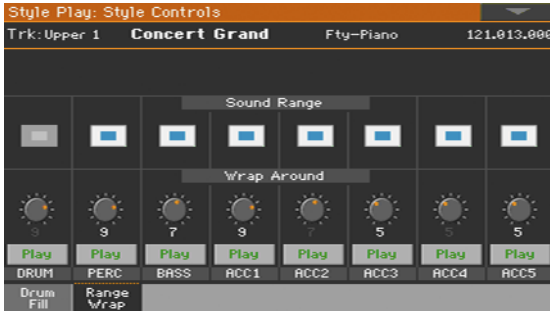 Style Play: Style Controls
Trk: Upper 1 Concert Grand Fty-Piano 121.013.000
Sound Range
Wrap Around
9 9 7 9 7 5 5 5
Play Play Play Play Play Play Play Play
DRUM PERC BASS ACC1 ACC2 ACC3 ACC4 ACC5
Drum Range
Fill Wrap